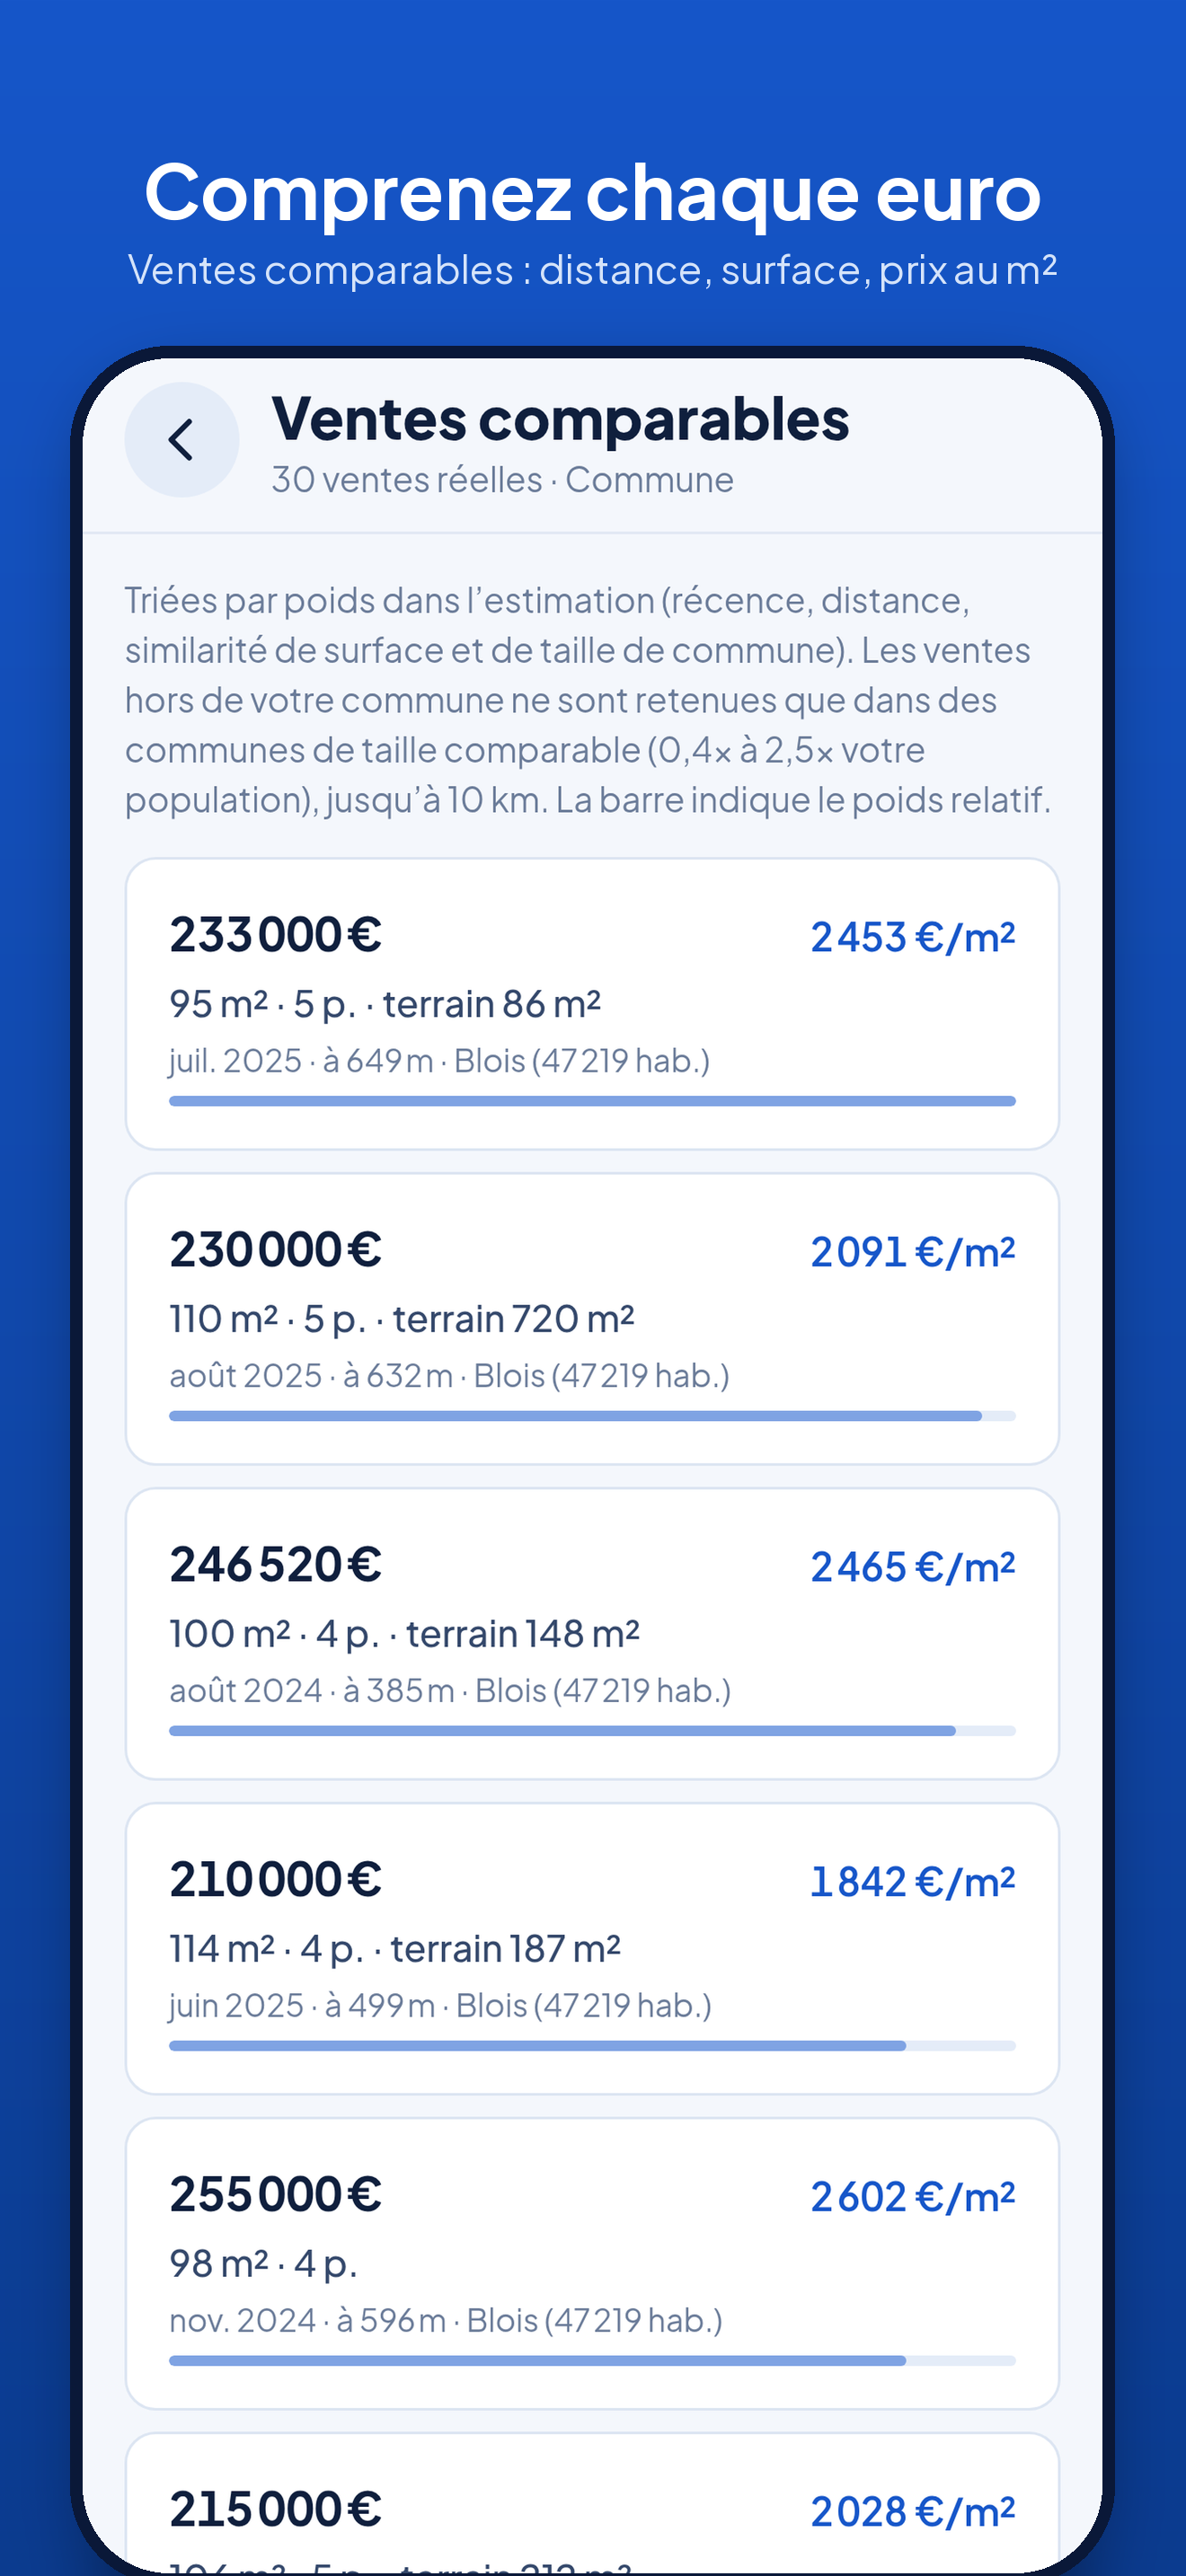 Comprenez chaque euro
Ventes comparables : distance, surface, prix au m²
Ventes comparables
30 ventes réelles · Commune
Triées par poids dans l’estimation (récence, distance,
similarité de surface et de taille de commune). Les ventes
hors de votre commune ne sont retenues que dans des
communes de taille comparable (0,4× à 2,5× votre
population), jusqu’à 10 km. La barre indique le poids relatif.
233 000 €
2 453 €/m²
95 m² · 5 p. · terrain 86 m²
juil. 2025 · à 649 m · Blois (47 219 hab.)
230 000 €
2 091 €/m²
110 m² · 5 p. · terrain 720 m²
août 2025 · à 632 m · Blois (47 219 hab.)
246 520 €
2 465 €/m²
100 m² · 4 p. · terrain 148 m²
août 2024 · à 385 m · Blois (47 219 hab.)
210 000 €
1 842 €/m²
114 m² · 4 p. · terrain 187 m²
juin 2025 · à 499 m · Blois (47 219 hab.)
255 000 €
2 602 €/m²
98 m² · 4 p.
nov. 2024 · à 596 m · Blois (47 219 hab.)
215 000 €
2 028 €/m²
106 m² · 5 p. · terrain 212 m²